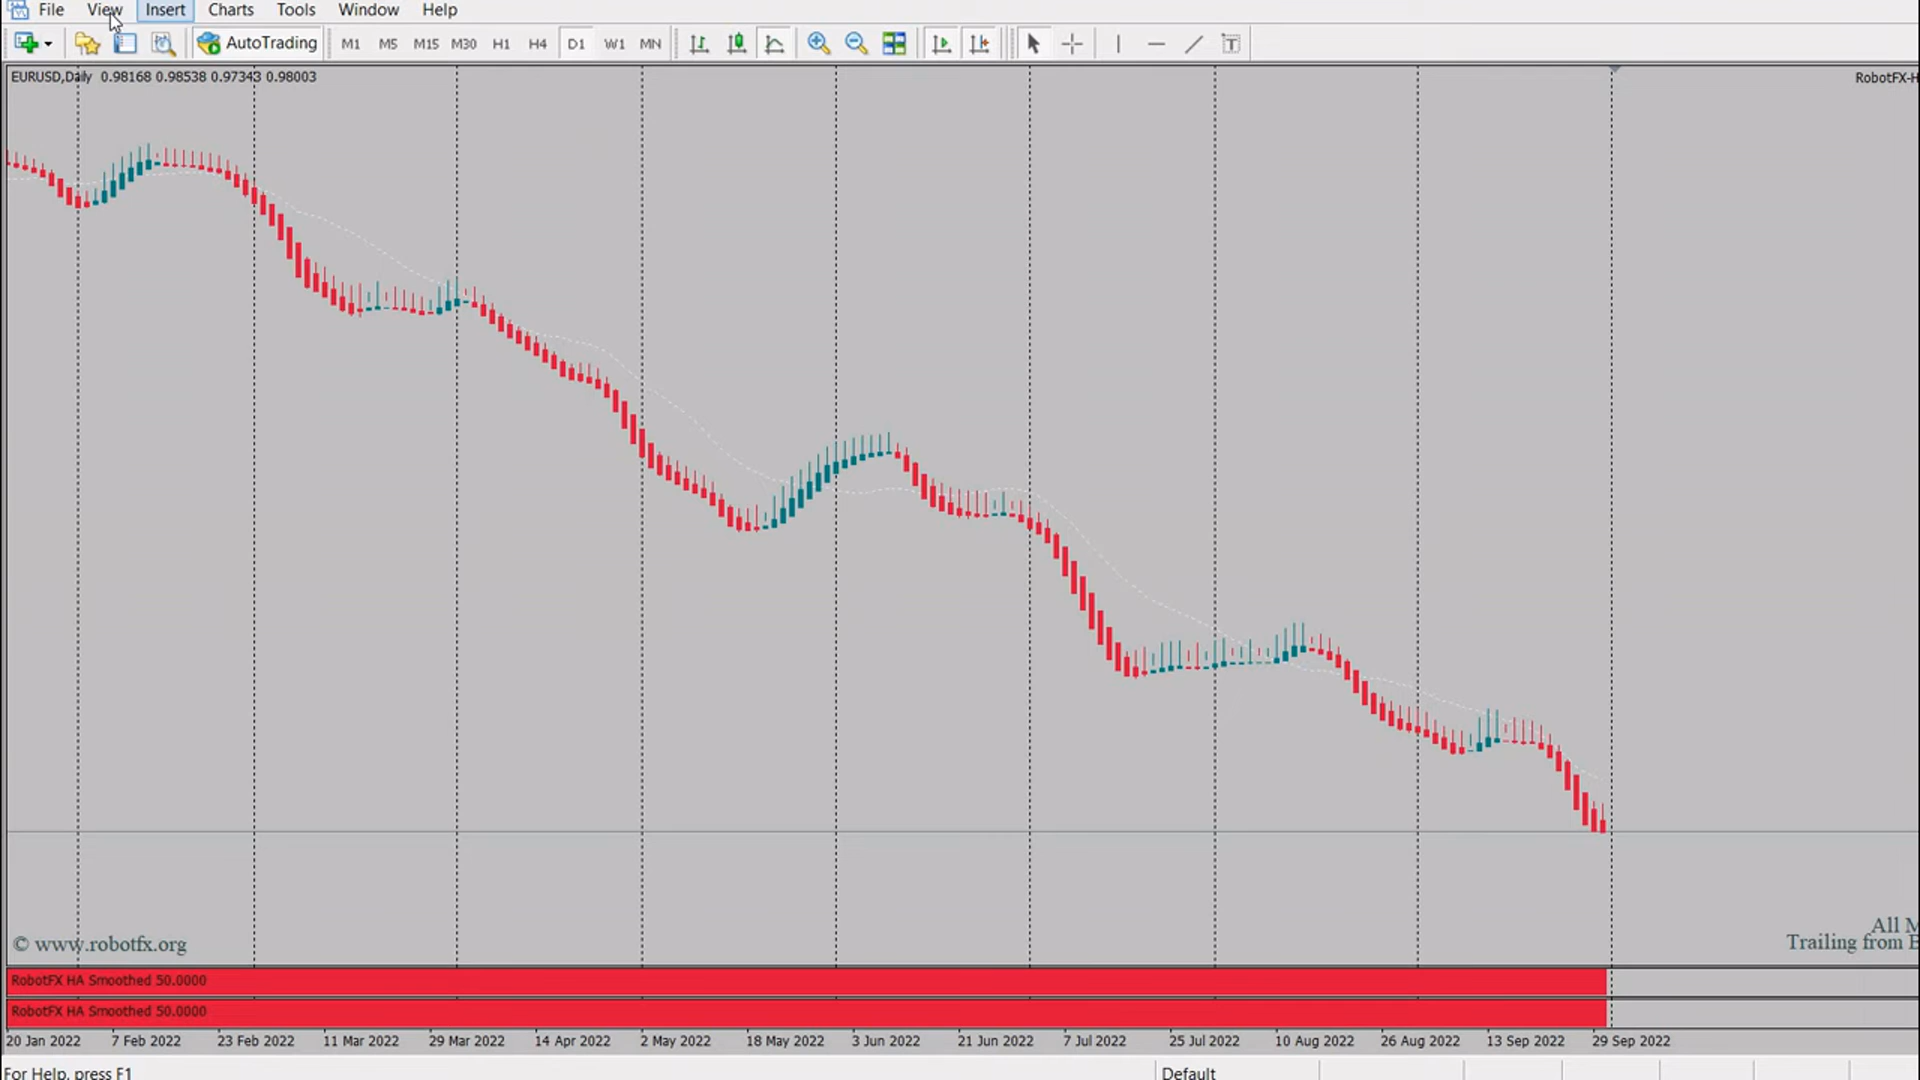 File View Insert Charts Tools Window Help
AutoTrading M1 M5 M15 M30 H1 H4 D1 W1 MN T
EURUSD,Daily 0.98168 0.98538 0.97343 0.98003
RobotFX-H
© www.robotfx.org
All M
Trailing from E
RobotFX HA Smoothed 50.0000
RobotFX HA Smoothed 50.0000
20 Jan 2022 7 Feb 2022 23 Feb 2022 11 Mar 2022 29 Mar 2022 14 Apr 2022 2 May 2022 18 May 2022 3 Jun 2022 21 Jun 2022 7 Jul 2022 25 Jul 2022 10 Aug 2022 26 Aug 2022 13 Sep 2022 29 Sep 2022
For Help, press F1 Default